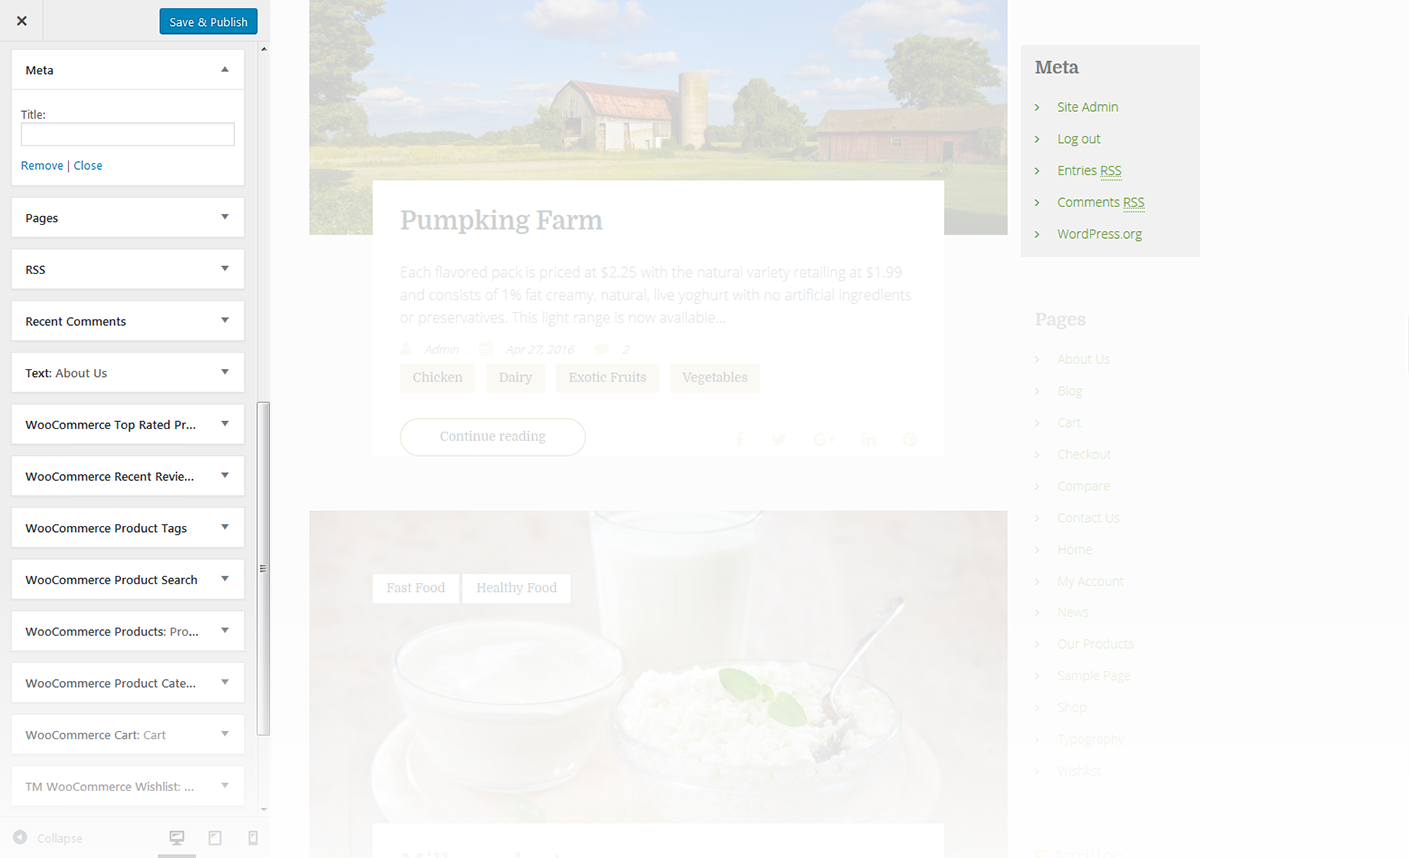 Save & Publish
Meta
Title:
Remove | Close
Pages
RSS
Recent Comments
Text: About Us
WooCommerce Top Rated Pr...
WooCommerce Recent Revie...
WooCommerce Product Tags
WooCommerce Product Search
WooCommerce Products: Pro...
WooCommerce Product Cate...
WooCommerce Cart: Cart
TM WooCommerce Wishlist: ...
Collapse
Pumpking Farm
Each flavored pack is priced at $2.25 with the natural variety retailing at $1.99
and consists of 1% fat creamy, natural, live yoghurt with no artificial ingredients
or preservatives. This light range is now available...
Admin Apr 27, 2016 2
Chicken Dairy Exotic Fruits Vegetables
Continue reading
Fast Food Healthy Food
Meta
Site Admin
Log out
Entries RSS
Comments RSS
WordPress.org
Pages
About Us
Blog
Cart
Checkout
Compare
Contact Us
Home
My Account
News
Our Products
Sample Page
Shop
Typography
Wishlist